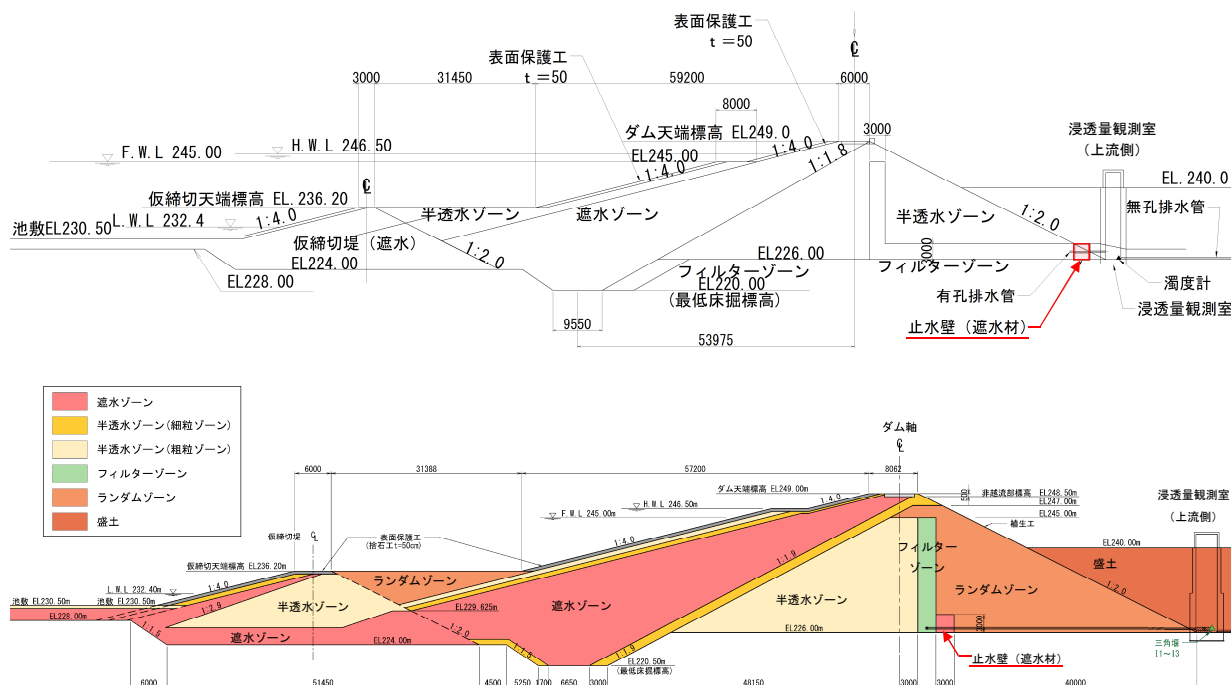 表面保護工
t＝50
℄
表面保護工
t＝50
3000
31450
59200
6000
8000
ダム天端標高 EL249.0
3000
浸透量観測室
(上流側)
F.W.L 245.00
H.W.L 246.50
EL245.00
1:4.0
1:4.0
1:1.8
仮締切天端標高 EL.236.20
℄
EL.240.0
L.W.L 232.4
1:4.0
半透水ゾーン
遮水ゾーン
半透水ゾーン
1:2.0
無孔排水管
池敷EL230.50
仮締切堤（遮水）
1:2.0
EL226.00
3000
EL224.00
フィルターゾーン
フィルターゾーン
EL228.00
EL220.00
(最低床掘標高)
濁度計
有孔排水管
浸透量観測室
9550
止水壁（遮水材）
53975
遮水ゾーン
半透水ゾーン(細粒ゾーン)
半透水ゾーン(粗粒ゾーン)
フィルターゾーン
ランダムゾーン
盛土
ダム軸
℄
6000
31388
57200
8062
ダム天端標高 EL249.00m
1:4.0
500
非越流部標高 EL248.50m
EL247.00m
浸透量観測室
(上流側)
H.W.L 246.50m
F.W.L 245.00m
EL245.00m
植生工
仮締切堤
℄
表面保護工
(捨石工t=50cm)
1:4.0
1:1.9
フィルター
ゾーン
EL240.00m
盛土
仮締切天端標高 EL236.20m
L.W.L 232.40m
1:4.0
ランダムゾーン
池敷 EL230.50m
池敷 EL230.50m
1:2.9
半透水ゾーン
EL229.625m
遮水ゾーン
半透水ゾーン
ランダムゾーン
1:2.0
EL228.00m
1:1.5
1:2.0
3000
遮水ゾーン
EL224.00m
1:1.5
1:1.9
EL226.00m
三角堰
I1～I3
EL220.50m
(最低床掘標高)
止水壁（遮水材）
6000
51450
4500
5250
1700
6650
3000
48150
3000
3000
40000